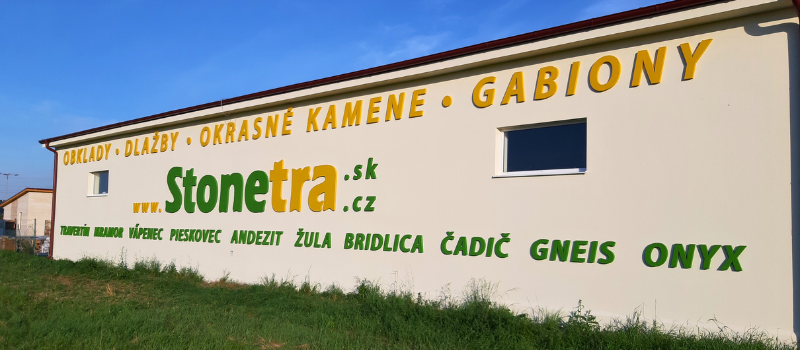 OBKLADY • DLAŽBY • OKRASNÉ KAMENE • GABIONY
www.Stonetra.sk
.cz
TRAVERTÍN MRAMOR VÁPENEC PIESKOVEC ANDEZIT ŽULA BRIDLICA ČADIČ GNEIS ONYX